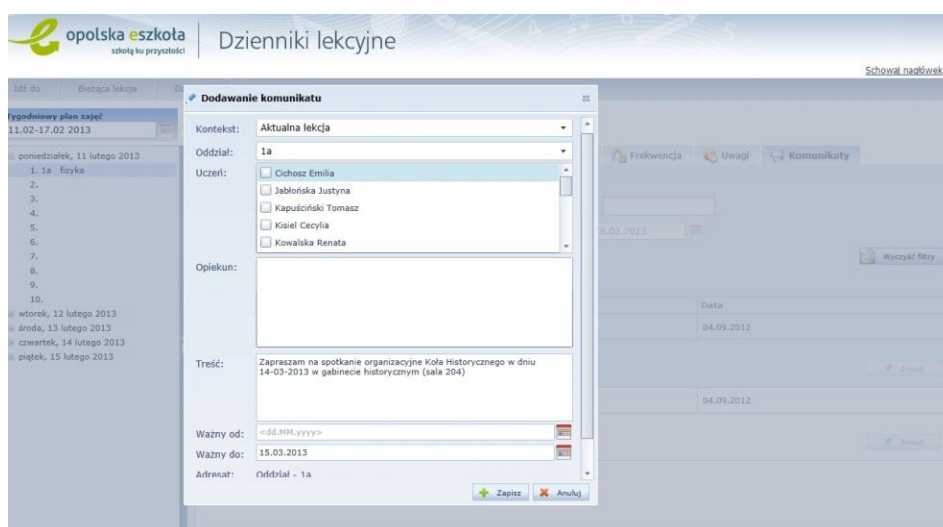 opolska eszkoła
szkołą ku przyszłości
Dzienniki lekcyjne
Schowaj nagłówek
Idź do
Bieżąca lekcja
Tygodniowy plan zajęć
11.02-17.02 2013
poniedziałek, 11 lutego 2013
1. 1a fizyka
2.
3.
4.
5.
6.
7.
8.
9.
10.
wtorek, 12 lutego 2013
środa, 13 lutego 2013
czwartek, 14 lutego 2013
piątek, 15 lutego 2013
Dodawanie komunikatu
Kontekst: Aktualna lekcja
Oddział: 1a
Uczeń: Cichosz Emilia
Jabłońska Justyna
Kapuściński Tomasz
Kisiel Cecylia
Kowalska Renata
Opiekun:
Treść: Zapraszam na spotkanie organizacyjne Koła Historycznego w dniu
14-03-2013 w gabinecie historycznym (sala 204)
Ważny od: <dd.MM.yyyy>
Ważny do: 15.03.2013
Adresat: Oddział - 1a
Zapisz Anuluj
Frekwencja Uwagi Komunikaty
Wyczyść filtry
Data
04.09.2012
Zmień
04.09.2012
Zmień